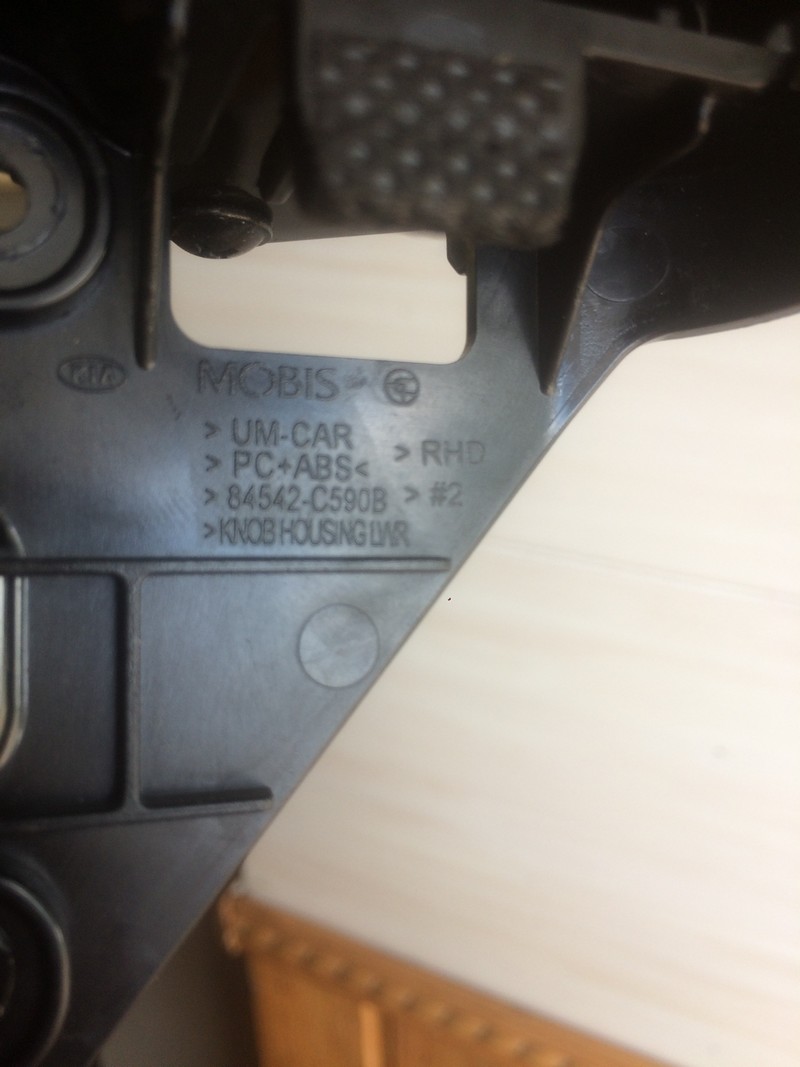 KIA
MOBIS
> UM-CAR
> PC+ABS<
> RHD
> 84542-C590B
> #2
>KNOB HOUSING LWR